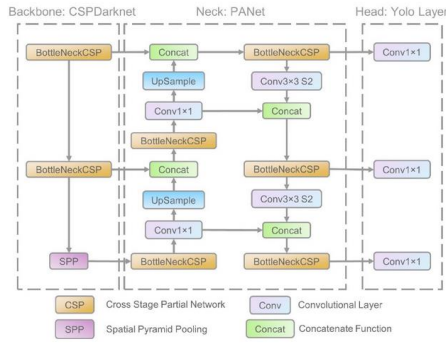 Backbone: CSPDarknet Neck: PANet Head: Yolo Layer
BottleNeckCSP Concat BottleNeckCSP Conv1×1
UpSample Conv3×3 S2
Conv1×1 Concat
BottleNeckCSP
BottleNeckCSP Concat BottleNeckCSP Conv1×1
UpSample Conv3×3 S2
Conv1×1 Concat
SPP BottleNeckCSP BottleNeckCSP Conv1×1
CSP Cross Stage Partial Network Conv Convolutional Layer
SPP Spatial Pyramid Pooling Concat Concatenate Function